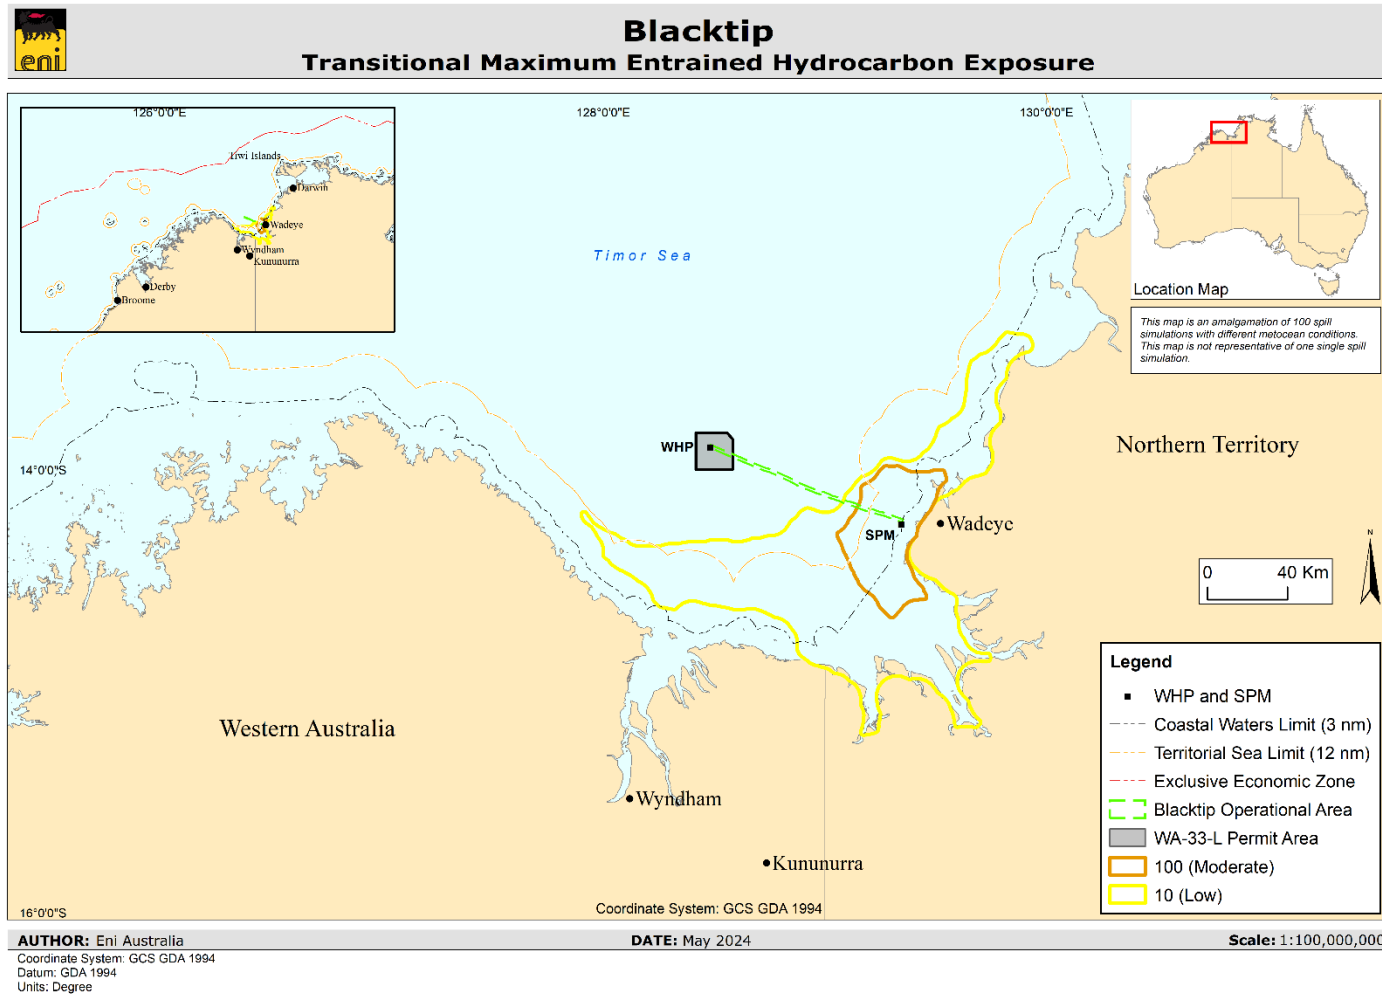 eni
Blacktip
Transitional Maximum Entrained Hydrocarbon Exposure
126°0'0"E
128°0'0"E
130°0'0"E
Tiwi Islands
Darwin
Wadeye
Wyndham
Kununurra
Derby
Broome
Timor Sea
Location Map
This map is an amalgamation of 100 spill
simulations with different metocean conditions.
This map is not representative of one single spill
simulation.
WHP
14°0'0"S
Northern Territory
SPM
Wadeye
N
0 40 Km
Western Australia
Wyndham
Kununurra
Legend
WHP and SPM
Coastal Waters Limit (3 nm)
Territorial Sea Limit (12 nm)
Exclusive Economic Zone
Blacktip Operational Area
WA-33-L Permit Area
100 (Moderate)
10 (Low)
16°0'0"S
Coordinate System: GCS GDA 1994
AUTHOR: Eni Australia
DATE: May 2024
Scale: 1:100,000,000
Coordinate System: GCS GDA 1994
Datum: GDA 1994
Units: Degree